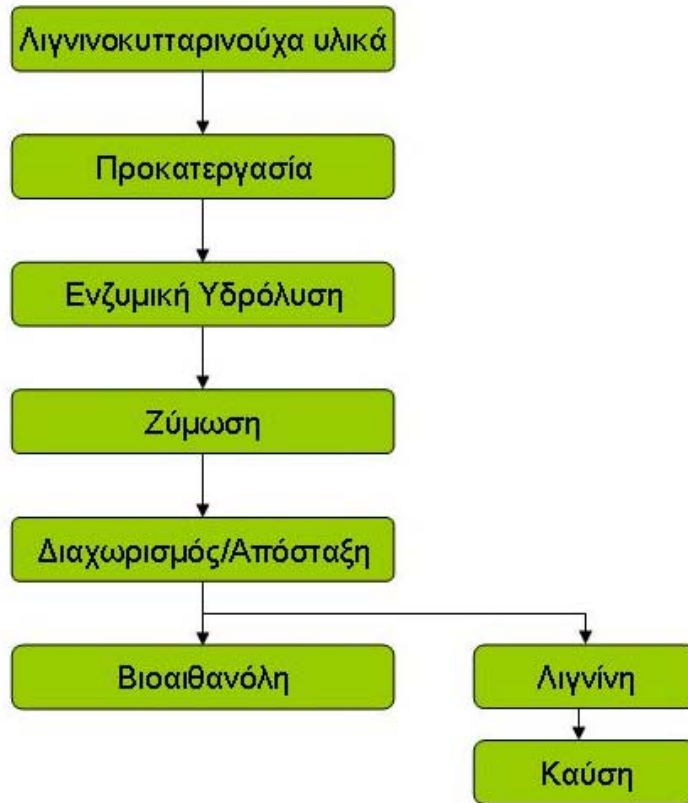 Λιγνινοκυτταρινούχα υλικά
Προκατεργασία
Ενζυμική Υδρόλυση
Ζύμωση
Διαχωρισμός/Απόσταξη
Βιοαιθανόλη
Λιγνίνη
Καύση